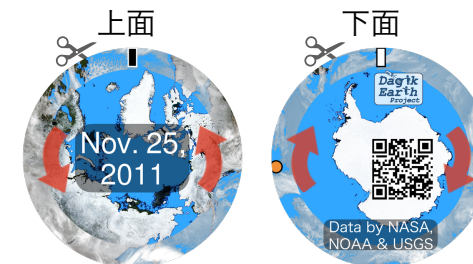 上面
下面
Nov. 25,
2011
Dagik
Earth
Project
Data by NASA,
NOAA & USGS